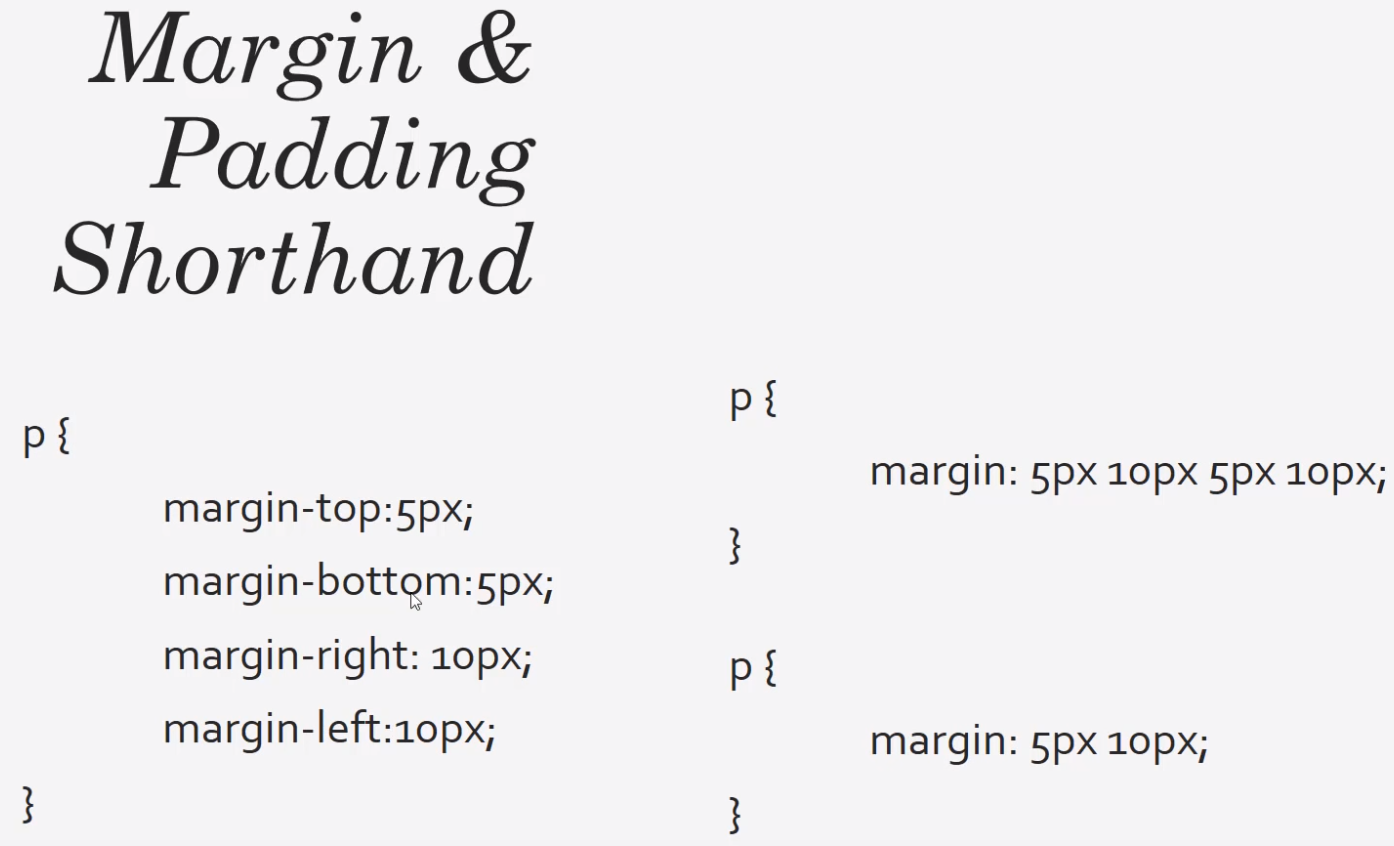 Margin &
Padding
Shorthand
p {
margin-top:5px;
margin-bottom:5px;
margin-right: 10px;
margin-left:10px;
}
p {
margin: 5px 10px 5px 10px;
}
p {
margin: 5px 10px;
}